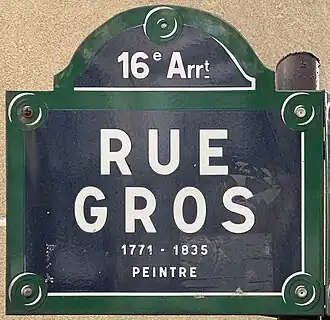 16e Arrt
RUE
GROS
1771 - 1835
PEINTRE